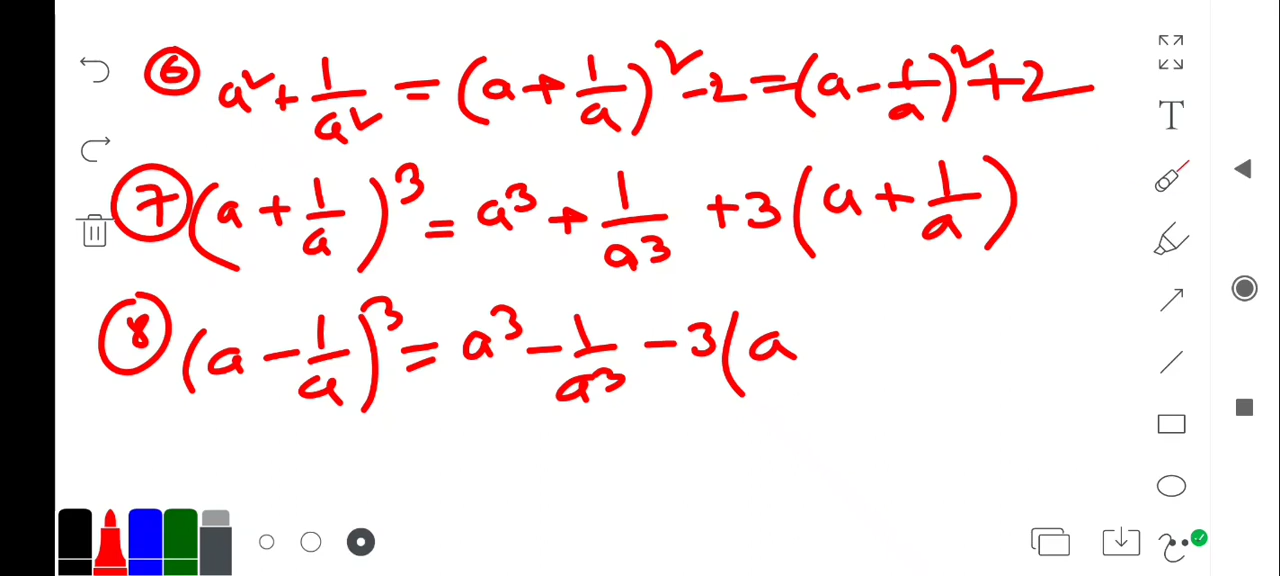 ⑥ a² + 1/a² = (a + 1/a)² - 2 = (a - 1/a)² + 2
⑦ (a + 1/a)³ = a³ + 1/a³ + 3(a + 1/a)
⑧ (a - 1/a)³ = a³ - 1/a³ - 3(a
T